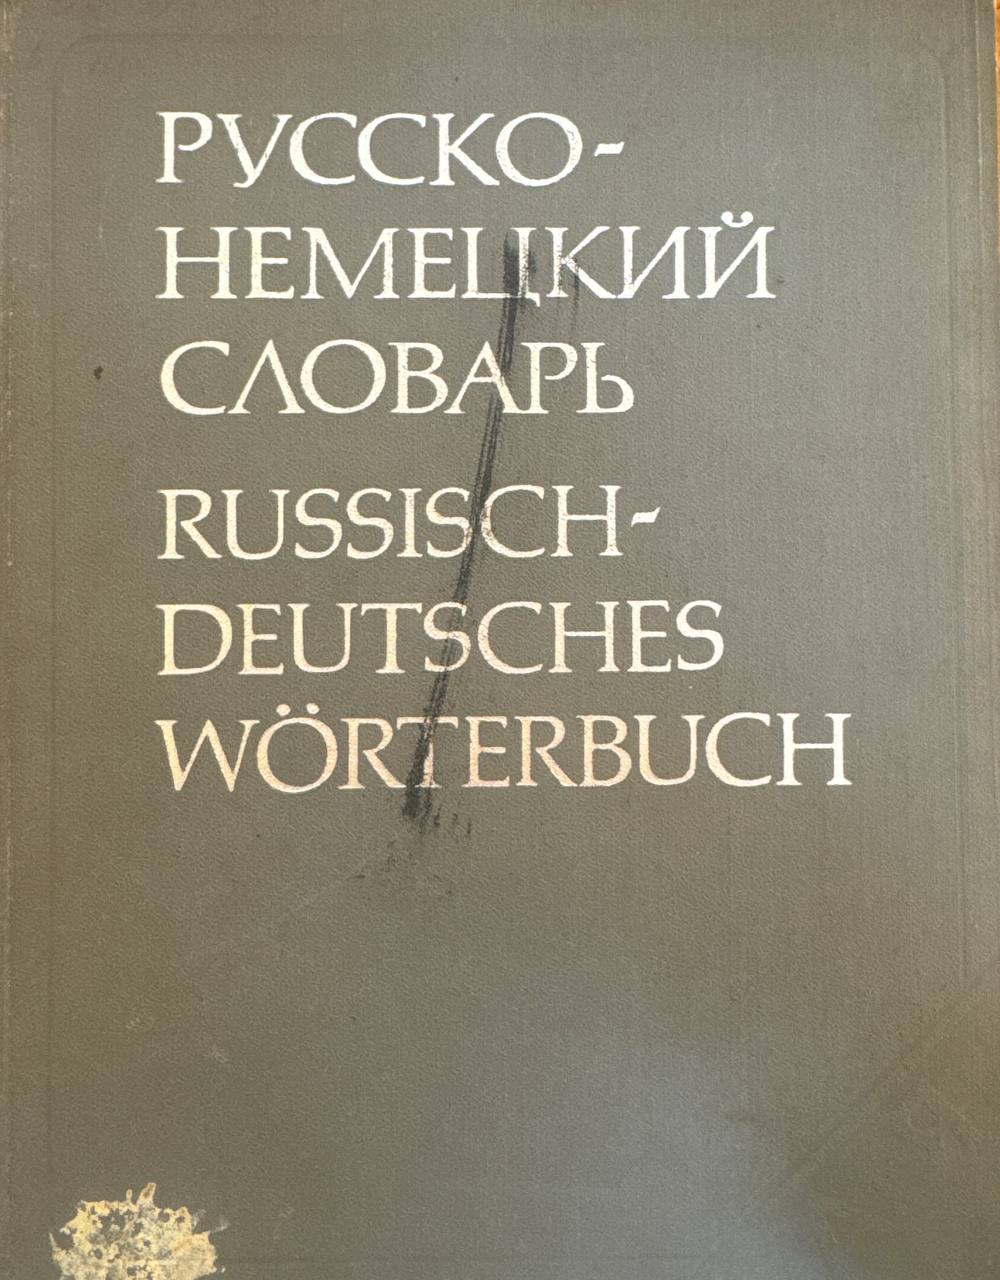 РУССКО-
НЕМЕЦКИЙ
СЛОВАРЬ
RUSSISCH-
DEUTSCHES
WÖRTERBUCH